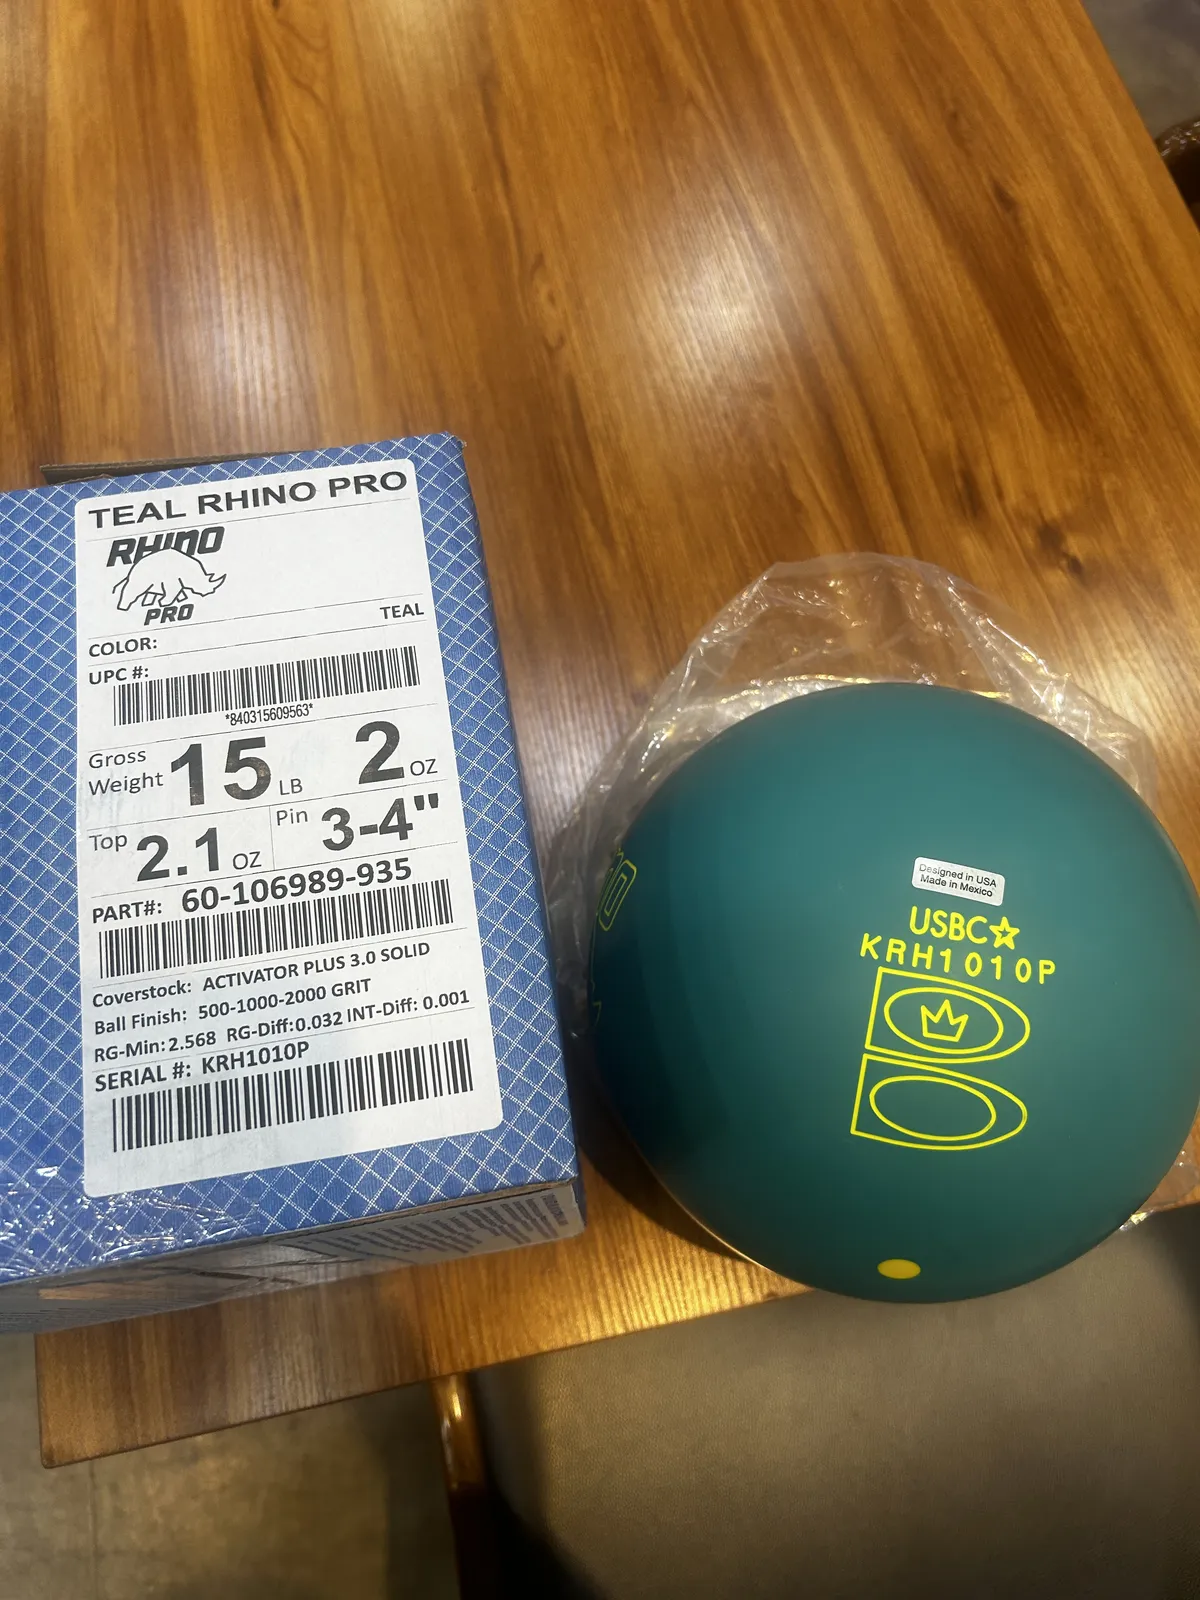 TEAL RHINO PRO
RHINO
PRO
TEAL
COLOR:
UPC #:
*840315609563*
Gross Weight 15 LB 2 OZ
Top 2.1 OZ Pin 3-4"
PART#: 60-106989-935
Coverstock: ACTIVATOR PLUS 3.0 SOLID
Ball Finish: 500-1000-2000 GRIT
RG-Min: 2.568 RG-Diff: 0.032 INT-Diff: 0.001
SERIAL #: KRH1010P
Designed in USA
Made in Mexico
USBC☆
KRH1010P